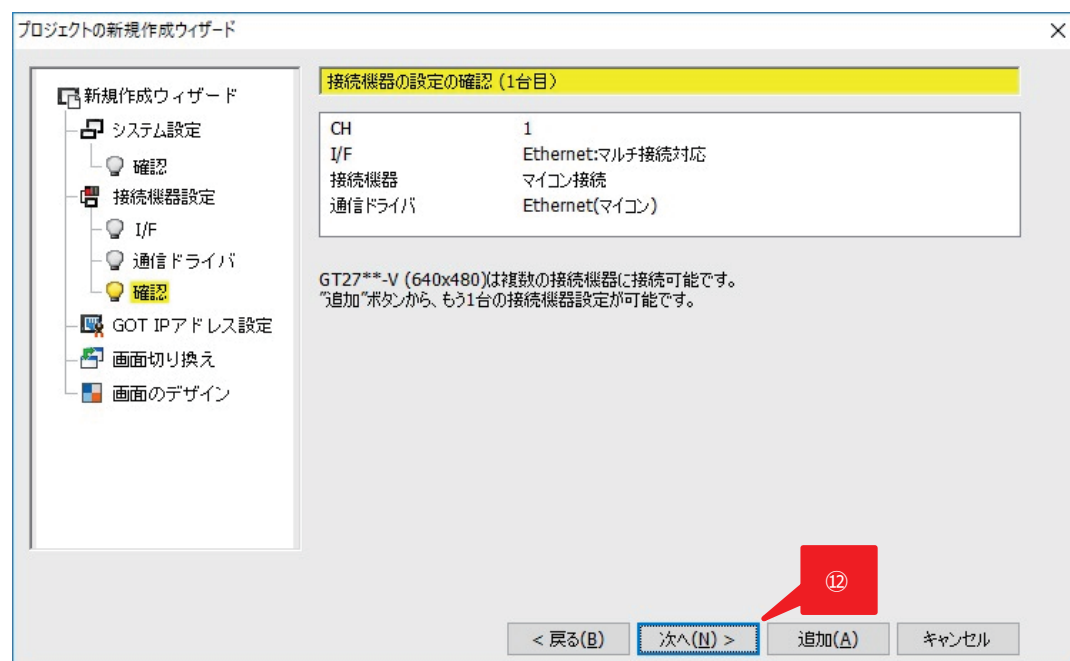 プロジェクトの新規作成ウィザード
新規作成ウィザード
システム設定
確認
接続機器設定
I/F
通信ドライバ
確認
GOT IPアドレス設定
画面切り換え
画面のデザイン
接続機器の設定の確認 (1台目)
CH 1
I/F Ethernet:マルチ接続対応
接続機器 マイコン接続
通信ドライバ Ethernet(マイコン)
GT27**-V (640x480)は複数の接続機器に接続可能です。
"追加"ボタンから、もう1台の接続機器設定が可能です。
⑫
< 戻る(B) 次へ(N) > 追加(A) キャンセル